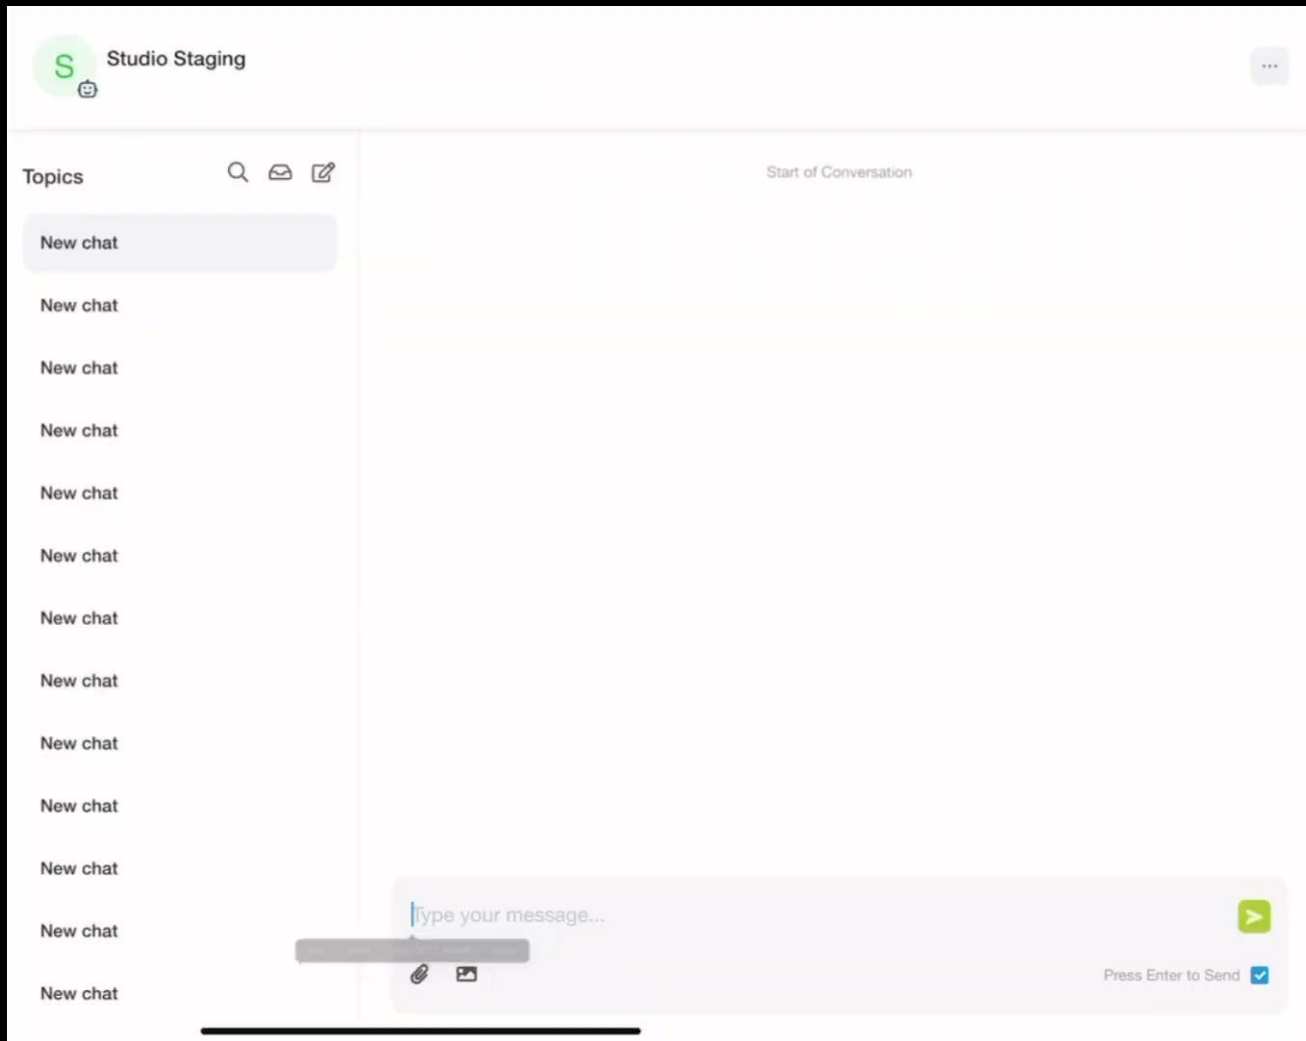 S
Studio Staging
Topics
New chat
New chat
New chat
New chat
New chat
New chat
New chat
New chat
New chat
New chat
New chat
New chat
New chat
Start of Conversation
Type your message...
Press Enter to Send